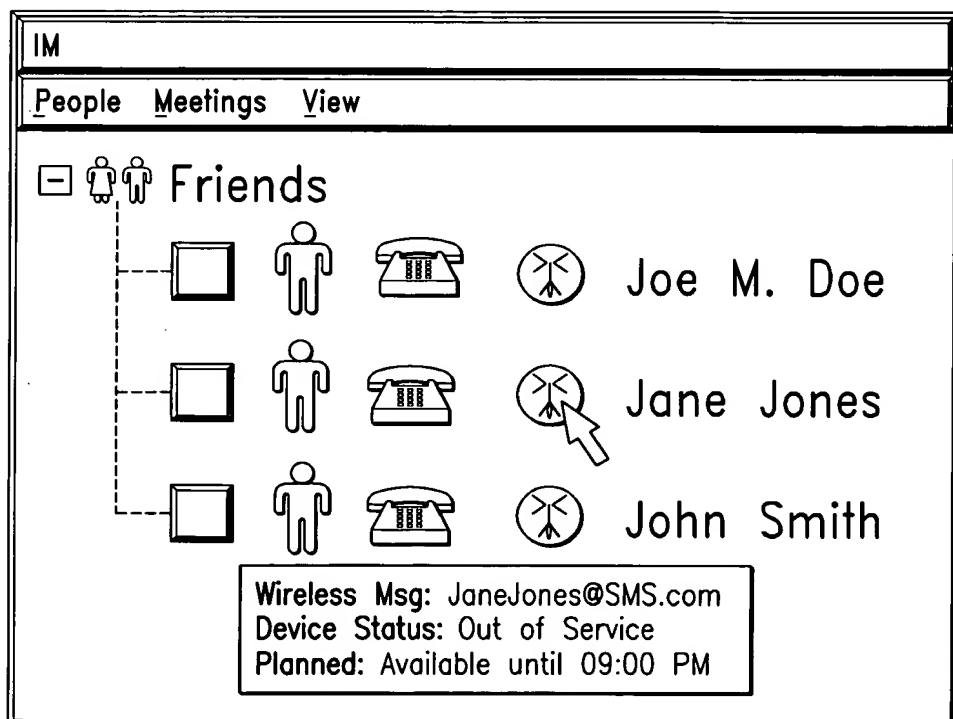 IM
People Meetings View
Friends
Joe M. Doe
Jane Jones
John Smith
Wireless Msg: JaneJones@SMS.com
Device Status: Out of Service
Planned: Available until 09:00 PM